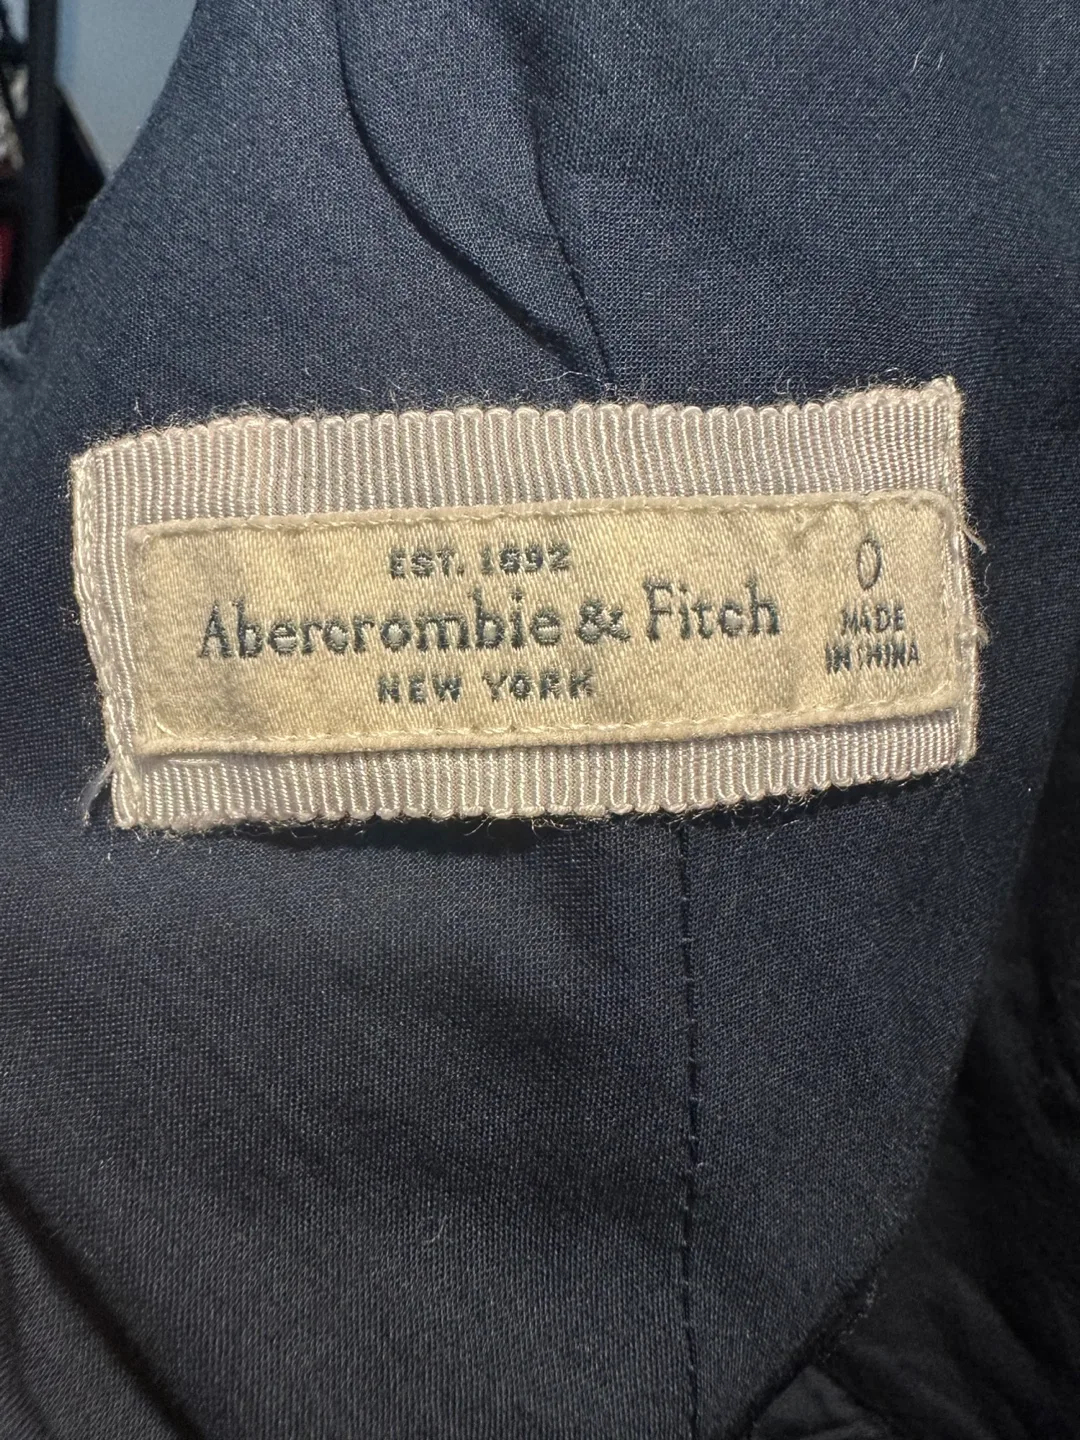 EST. 1892
Abercrombie & Fitch
NEW YORK
0
MADE
IN CHINA